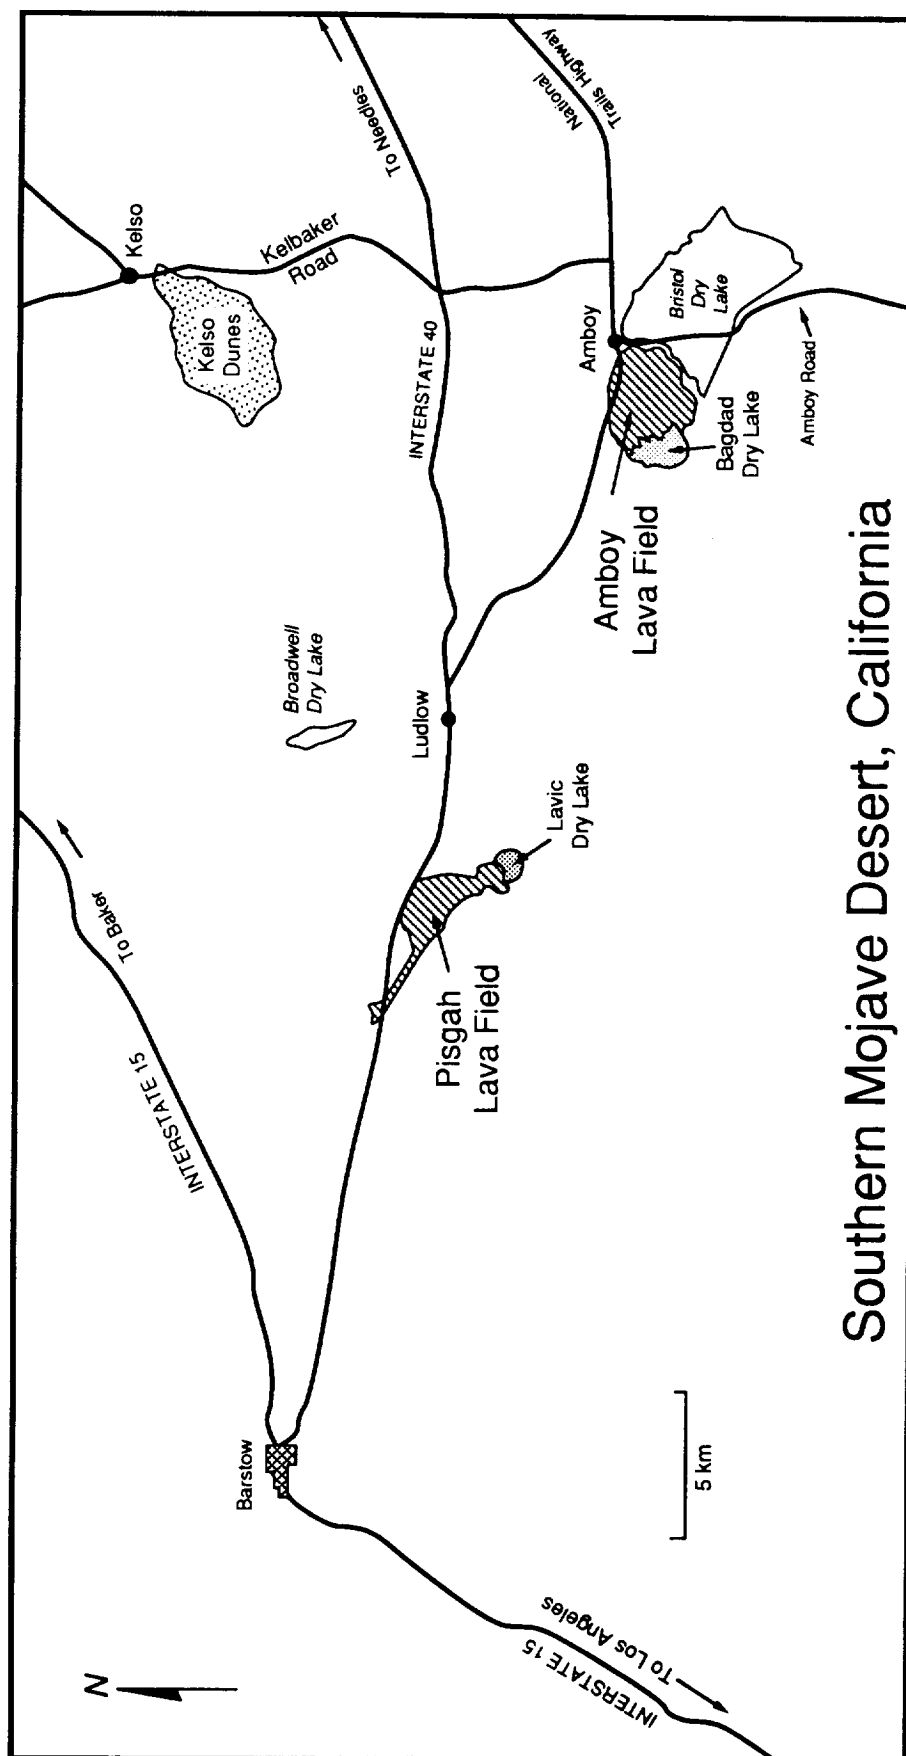 N
INTERSTATE 15
To Los Angeles
Barstow
INTERSTATE 15
To Baker
5 km
Pisgah
Lava Field
Lavic
Dry Lake
Ludlow
Broadwell
Dry Lake
INTERSTATE 40
To Needles
Kelso
Dunes
Kelso
Kelbaker
Road
National
Trails Highway
Amboy
Amboy
Lava Field
Bagdad
Dry Lake
Bristol
Dry
Lake
Amboy Road
Southern Mojave Desert, California